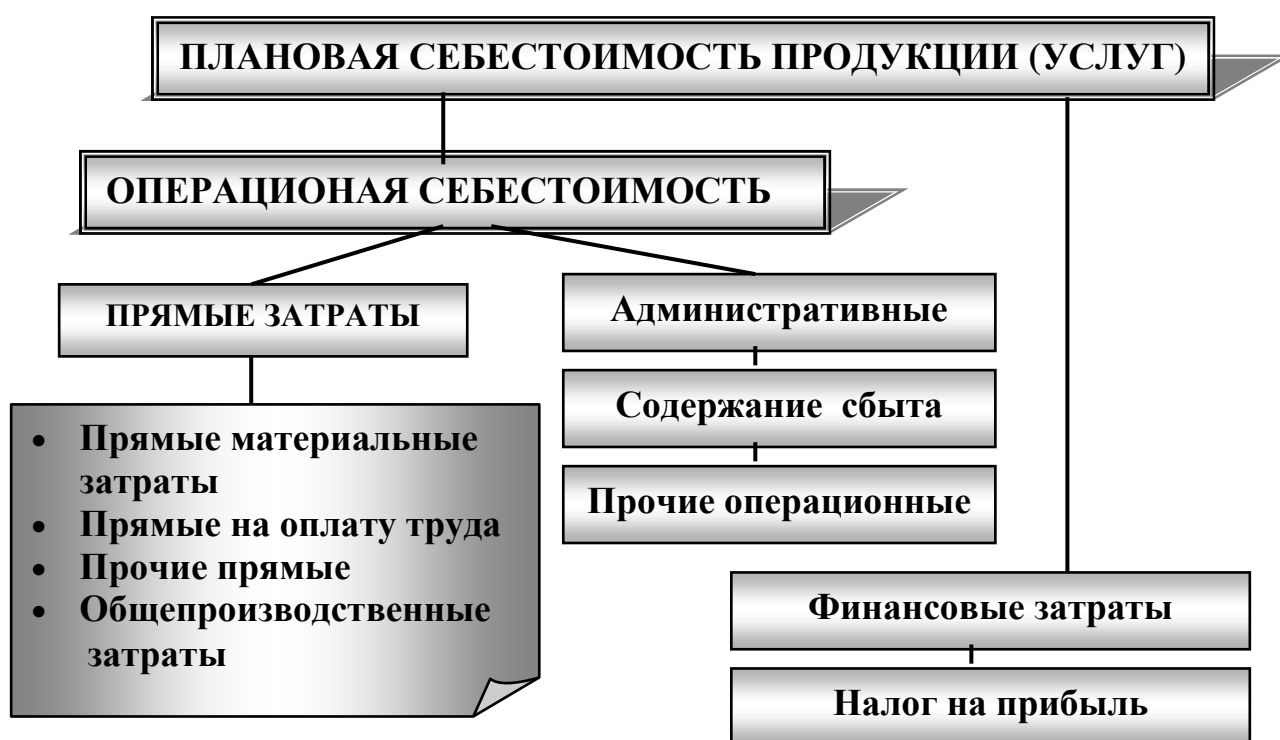 ПЛАНОВАЯ СЕБЕСТОИМОСТЬ ПРОДУКЦИИ (УСЛУГ)
ОПЕРАЦИОНАЯ СЕБЕСТОИМОСТЬ
ПРЯМЫЕ ЗАТРАТЫ
• Прямые материальные
затраты
• Прямые на оплату труда
• Прочие прямые
• Общепроизводственные
затраты
Административные
Содержание сбыта
Прочие операционные
Финансовые затраты
Налог на прибыль